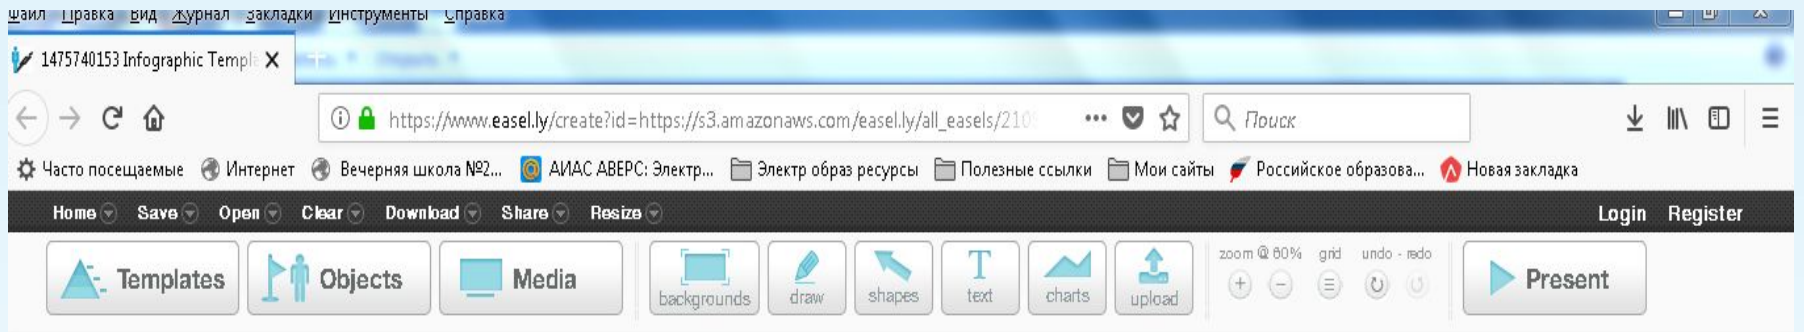 Файл Правка Вид Журнал Закладки Инструменты Справка
1475740153 Infographic Templa
https://www.easel.ly/create?id=https://s3.amazonaws.com/easel.ly/all_easels/210 Поиск
Часто посещаемые Интернет Вечерняя школа №2... АИАС АВЕРС: Электр... Электр образ ресурсы Полезные ссылки Мои сайты Российское образова... Новая закладка
Home Save Open Clear Download Share Resize Login Register
Templates Objects Media backgrounds draw shapes text charts upload zoom @ 60% grid undo - redo Present